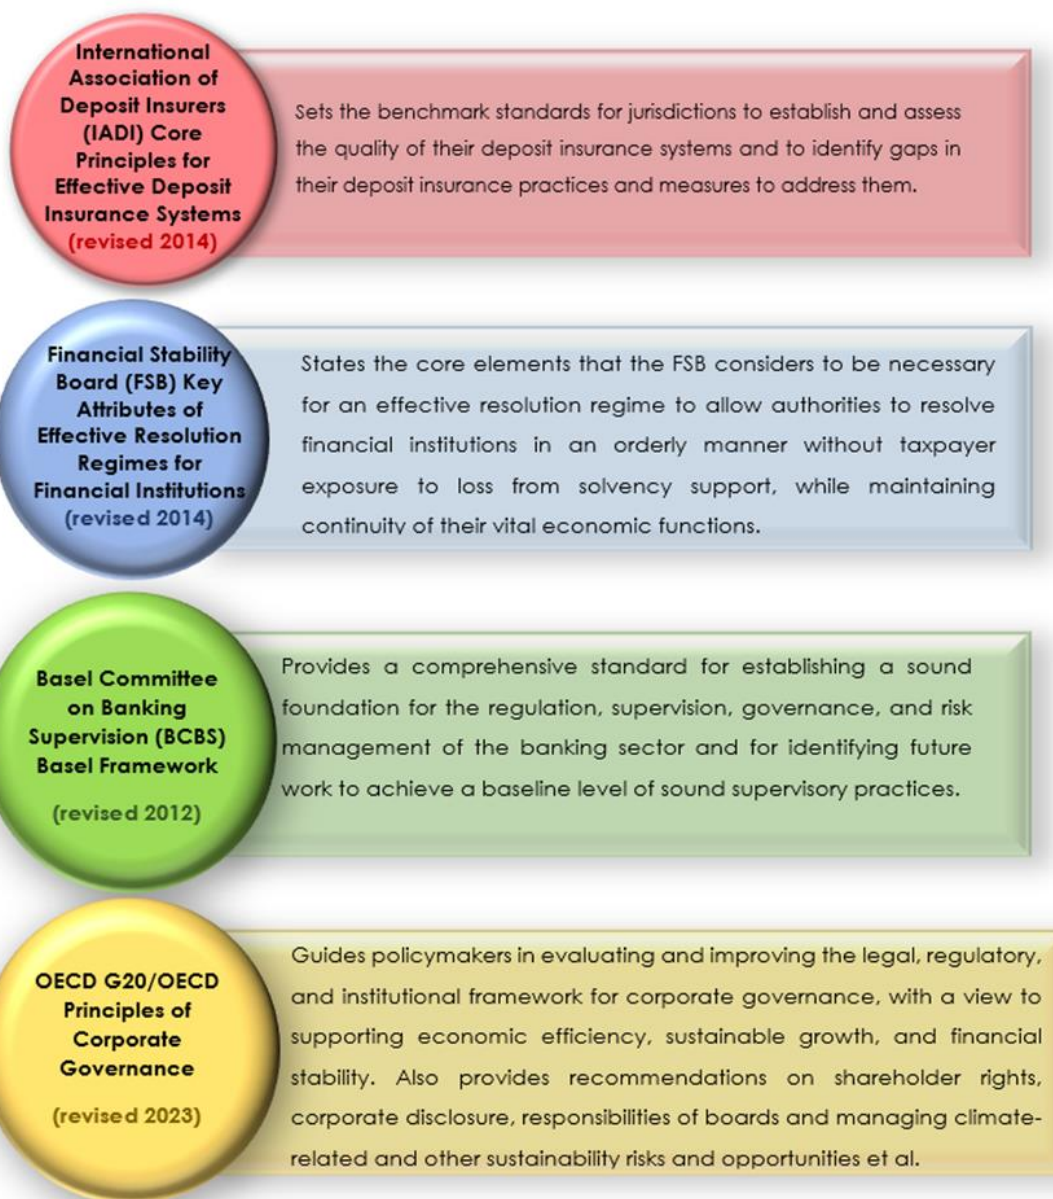 International
Association of
Deposit Insurers
(IADI) Core
Principles for
Effective Deposit
Insurance Systems
(revised 2014)
Sets the benchmark standards for jurisdictions to establish and assess
the quality of their deposit insurance systems and to identify gaps in
their deposit insurance practices and measures to address them.
Financial Stability
Board (FSB) Key
Attributes of
Effective Resolution
Regimes for
Financial Institutions
(revised 2014)
States the core elements that the FSB considers to be necessary
for an effective resolution regime to allow authorities to resolve
financial institutions in an orderly manner without taxpayer
exposure to loss from solvency support, while maintaining
continuity of their vital economic functions.
Basel Committee
on Banking
Supervision (BCBS)
Basel Framework
(revised 2012)
Provides a comprehensive standard for establishing a sound
foundation for the regulation, supervision, governance, and risk
management of the banking sector and for identifying future
work to achieve a baseline level of sound supervisory practices.
OECD G20/OECD
Principles of
Corporate
Governance
(revised 2023)
Guides policymakers in evaluating and improving the legal, regulatory,
and institutional framework for corporate governance, with a view to
supporting economic efficiency, sustainable growth, and financial
stability. Also provides recommendations on shareholder rights,
corporate disclosure, responsibilities of boards and managing climate-
related and other sustainability risks and opportunities et al.